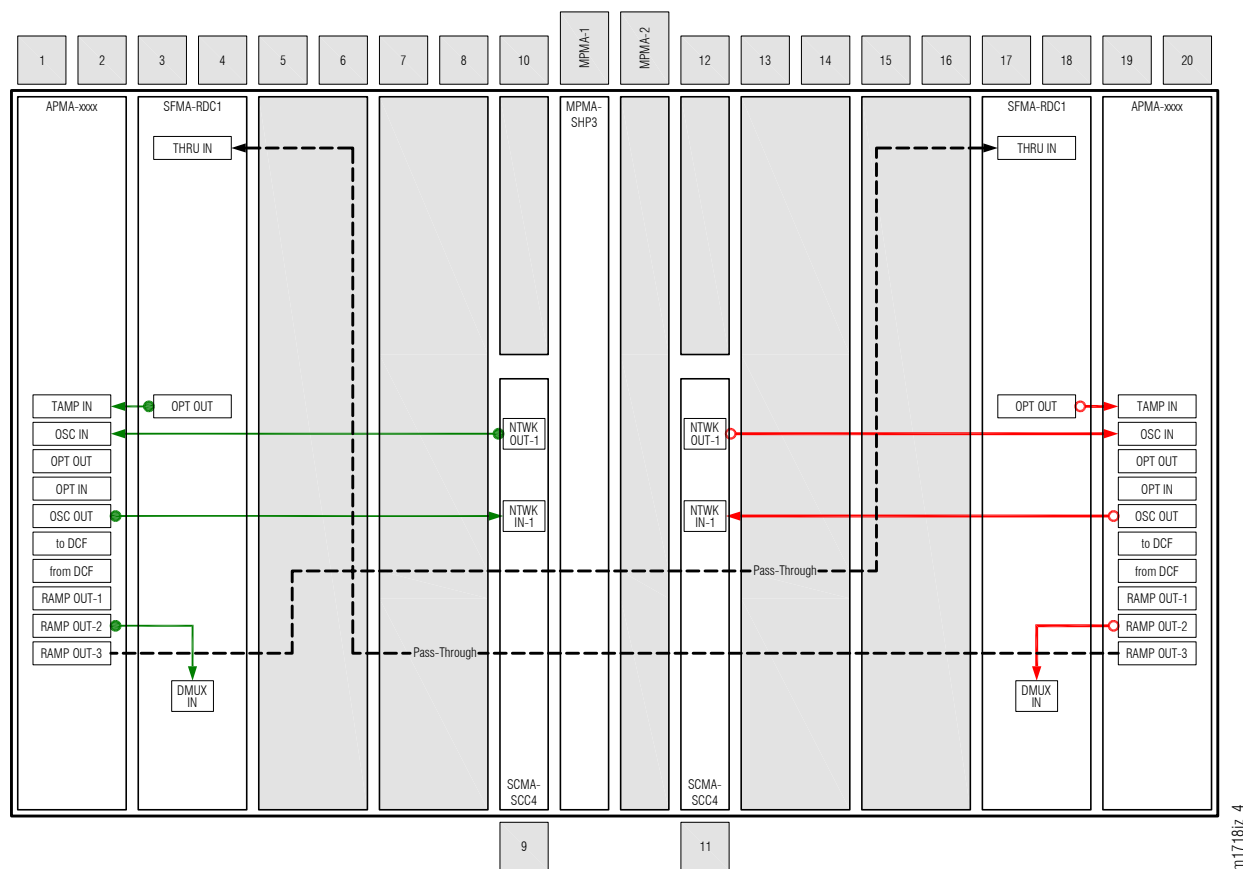 1
2
3
4
5
6
7
8
10
MPMA-1
MPMA-2
12
13
14
15
16
17
18
19
20
APMA-xxxx
SFMA-RDC1
MPMA-
SHP3
SFMA-RDC1
APMA-xxxx
THRU IN
THRU IN
TAMP IN
OPT OUT
OPT OUT
TAMP IN
OSC IN
NTWK
OUT-1
NTWK
OUT-1
OSC IN
OPT OUT
OPT OUT
OPT IN
OPT IN
OSC OUT
NTWK
IN-1
NTWK
IN-1
OSC OUT
to DCF
to DCF
from DCF
Pass-Through
from DCF
RAMP OUT-1
RAMP OUT-1
RAMP OUT-2
RAMP OUT-2
RAMP OUT-3
Pass-Through
RAMP OUT-3
DMUX
IN
DMUX
IN
SCMA-
SCC4
SCMA-
SCC4
9
11
m1718jz_4